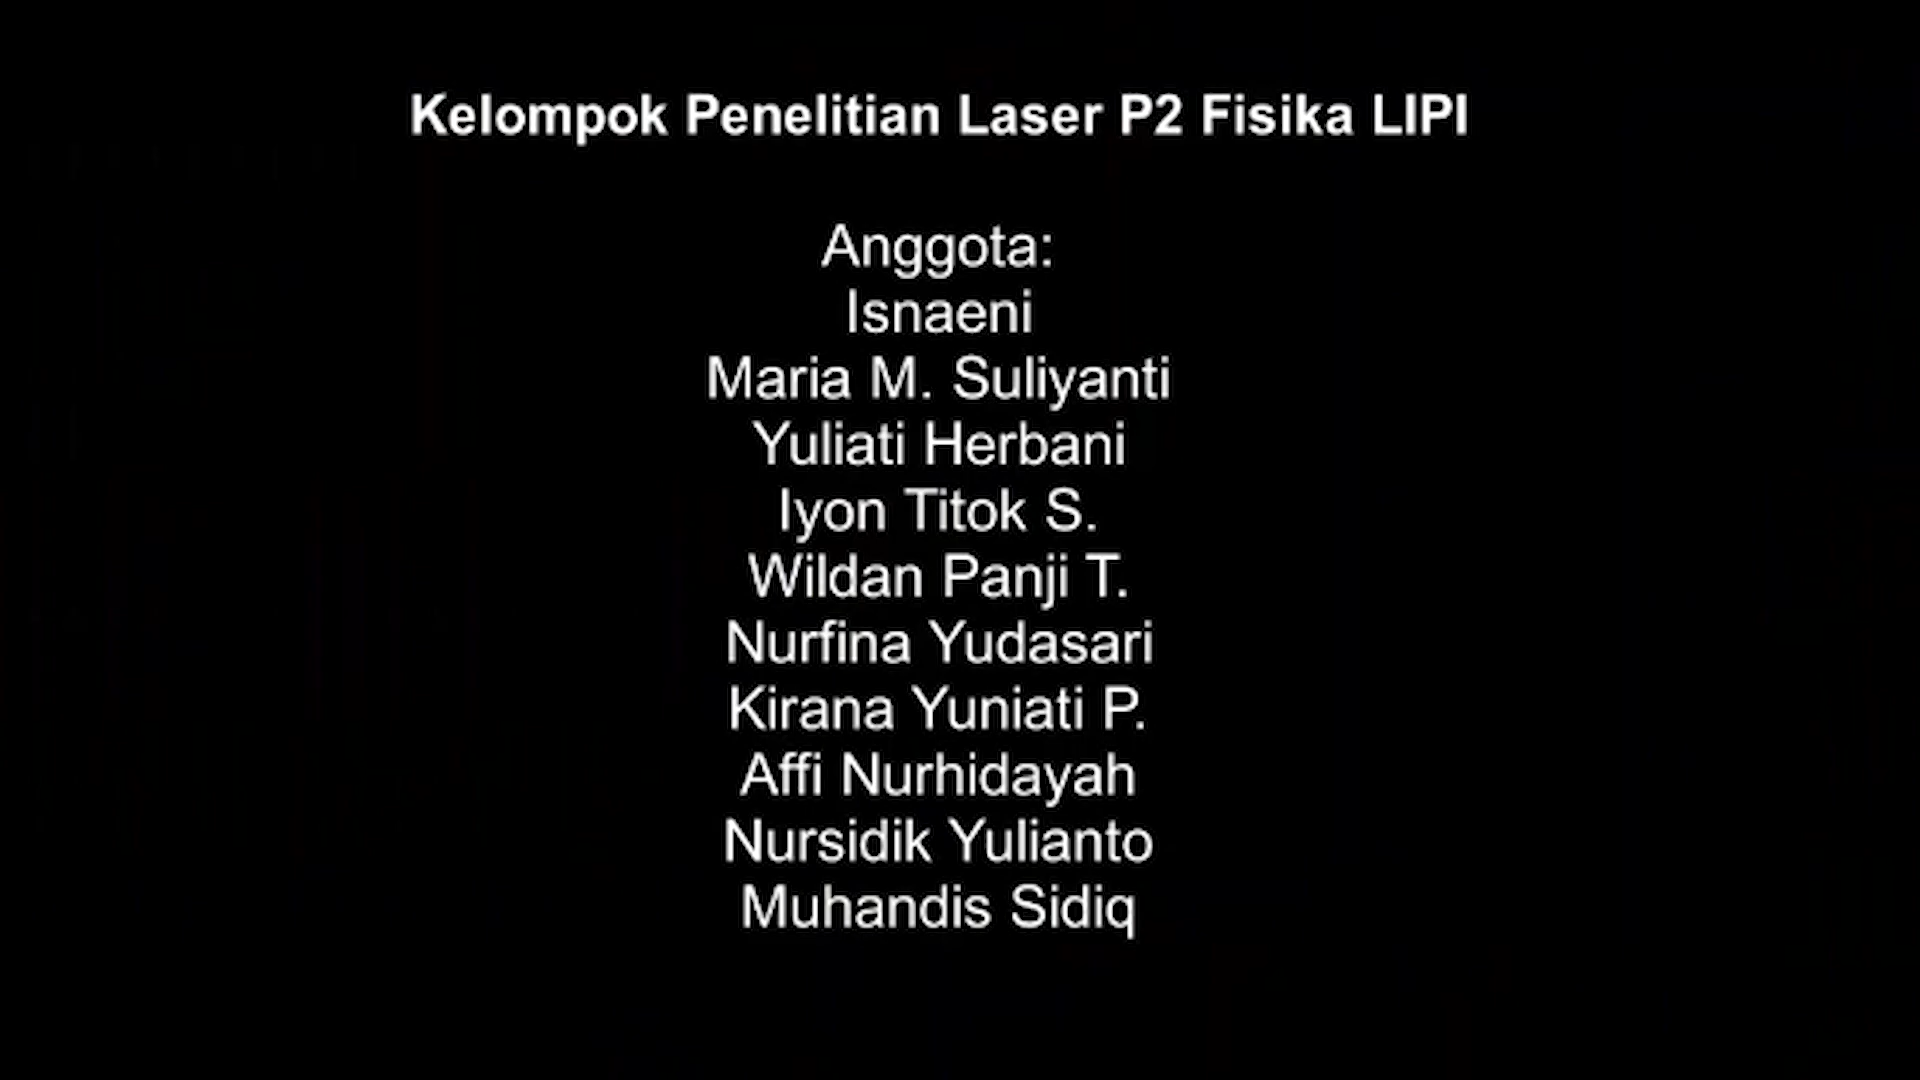 Kelompok Penelitian Laser P2 Fisika LIPI
Anggota:
Isnaeni
Maria M. Suliyanti
Yuliati Herbani
Iyon Titok S.
Wildan Panji T.
Nurfina Yudasari
Kirana Yuniati P.
Affi Nurhidayah
Nursidik Yulianto
Muhandis Sidiq